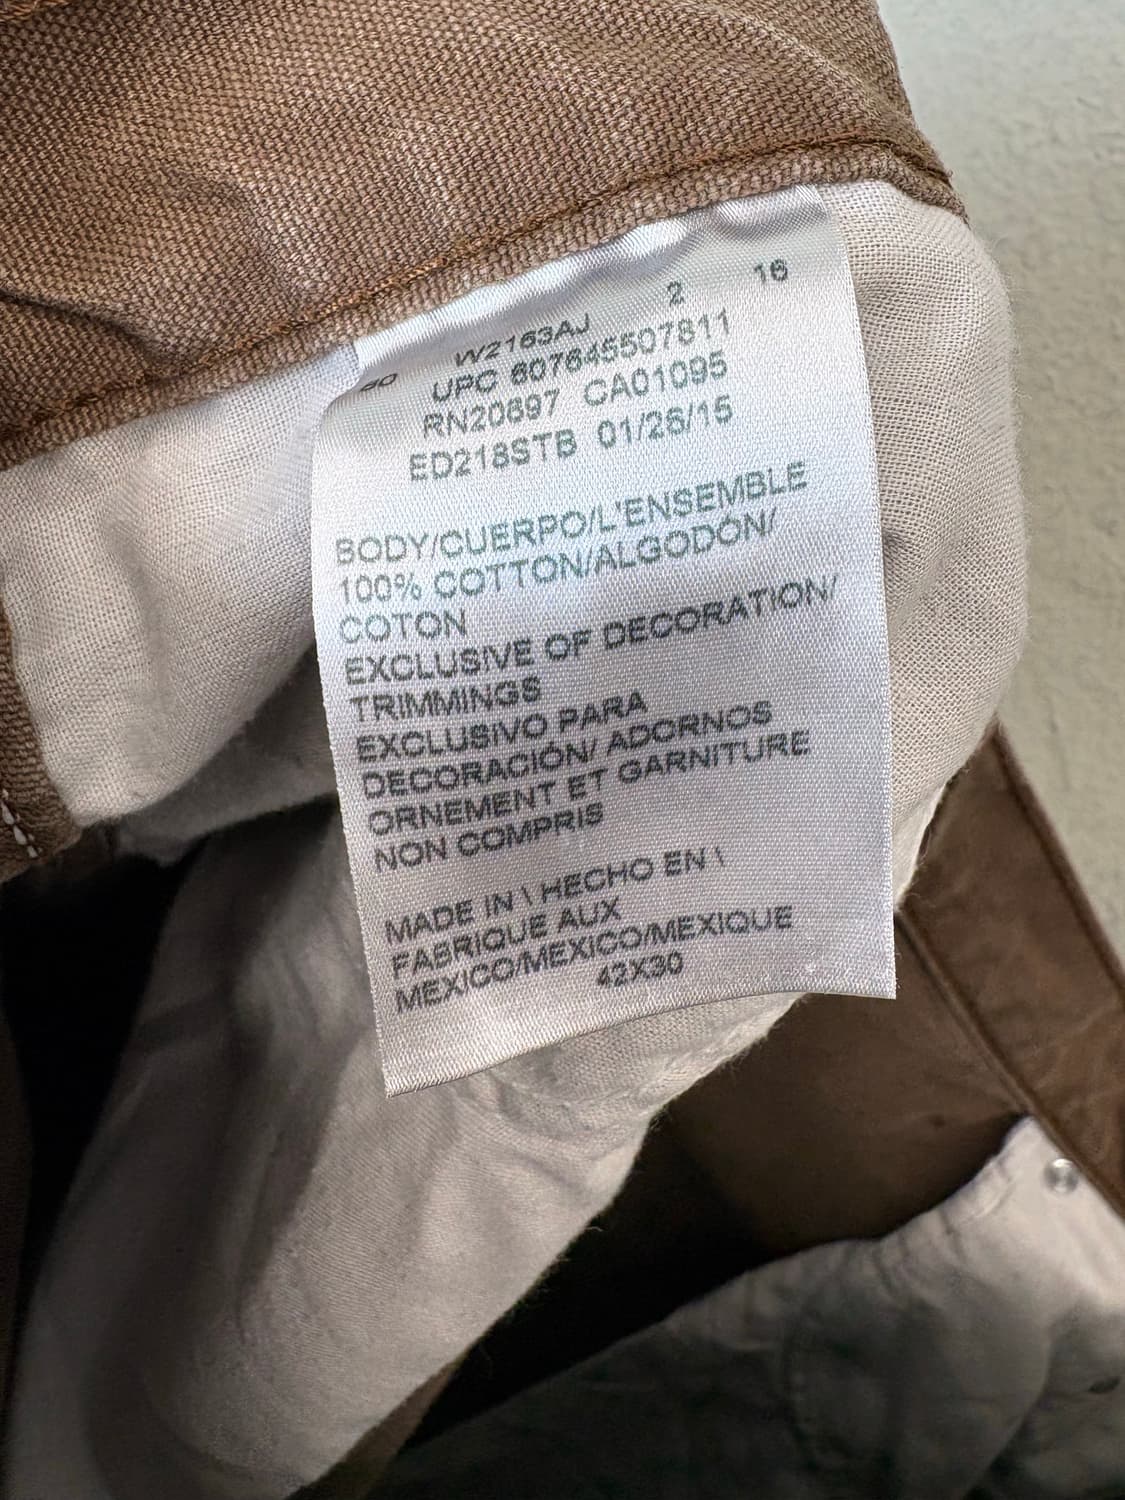 2 16
W2163AJ
60
UPC 607645507811
RN20697 CA01095
ED218STB 01/26/15
BODY/CUERPO/L'ENSEMBLE
100% COTTON/ALGODÓN/
COTON
EXCLUSIVE OF DECORATION/
TRIMMINGS
EXCLUSIVO PARA
DECORACIÓN/ ADORNOS
ORNEMENT ET GARNITURE
NON COMPRIS
MADE IN \ HECHO EN \
FABRIQUE AUX
MEXICO/MEXICO/MEXIQUE
42X30